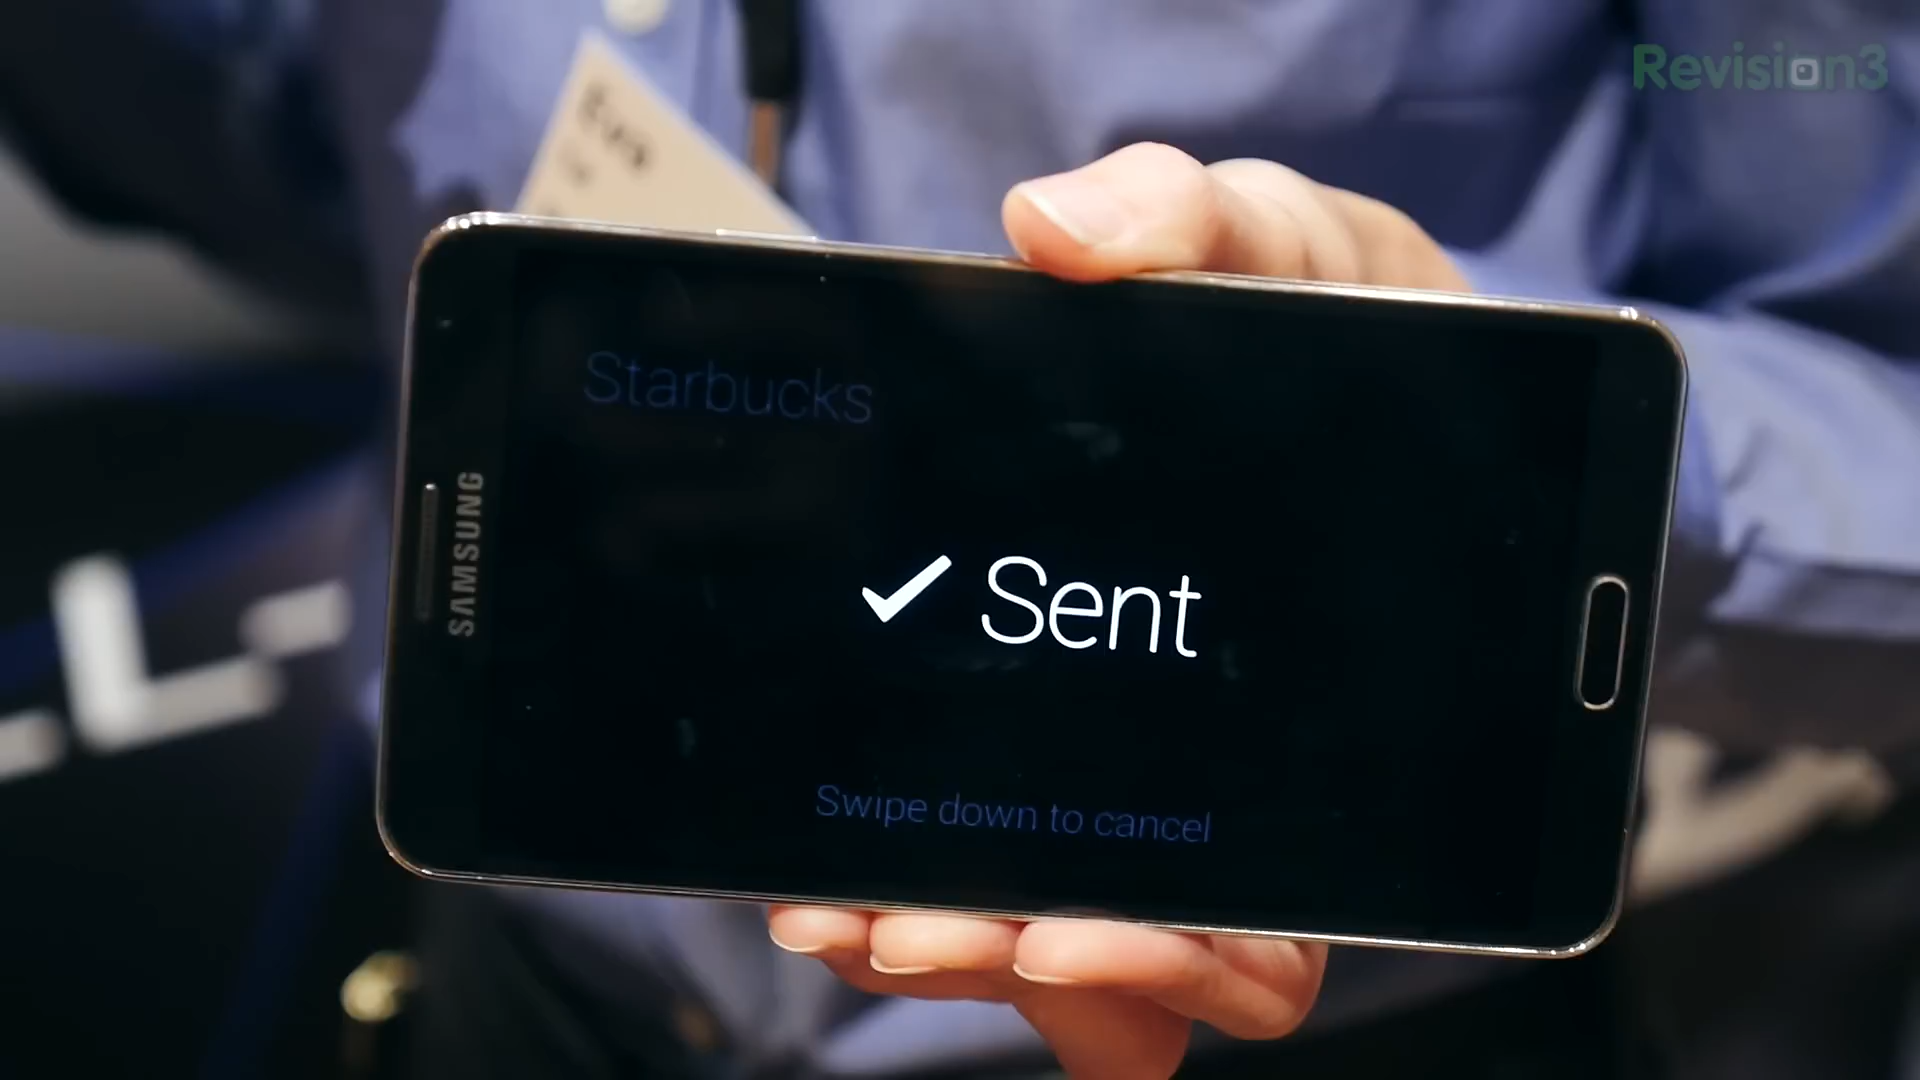 Revision3
Starbucks
SAMSUNG
✓ Sent
Swipe down to cancel